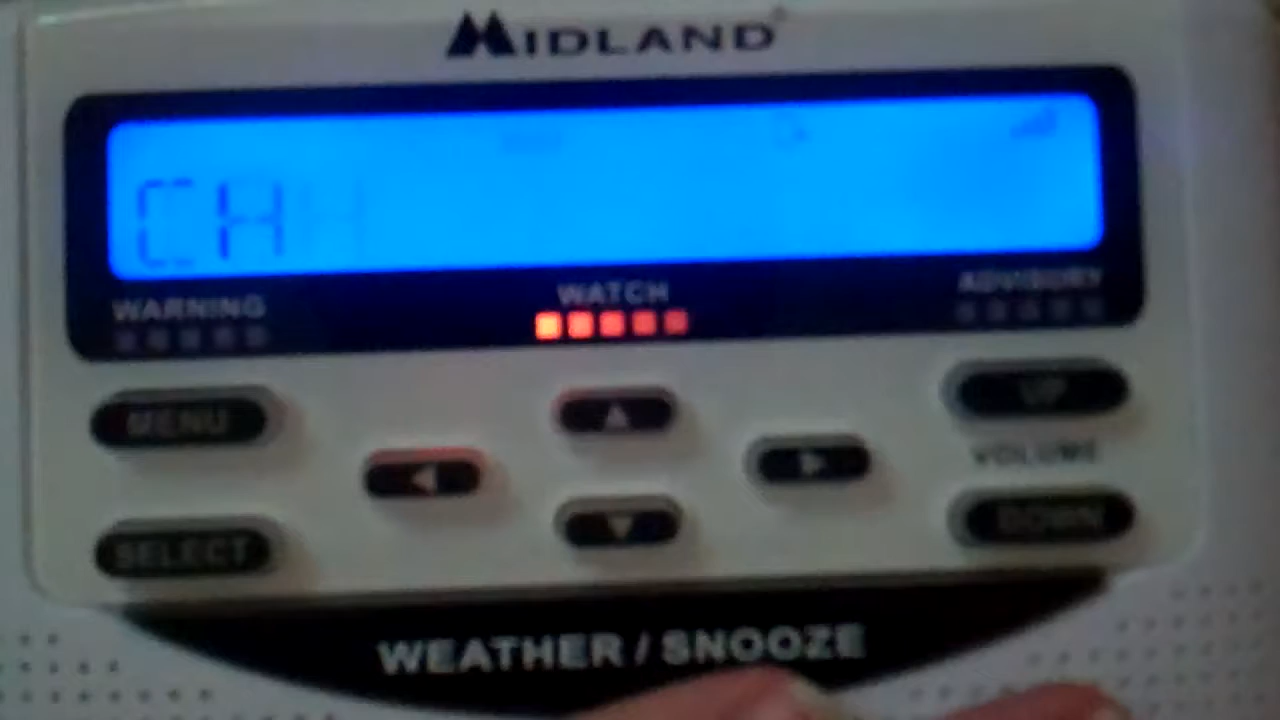 MIDLAND
CH
WARNING WATCH ADVISORY
MENU
UP
VOLUME
SELECT
DOWN
WEATHER / SNOOZE